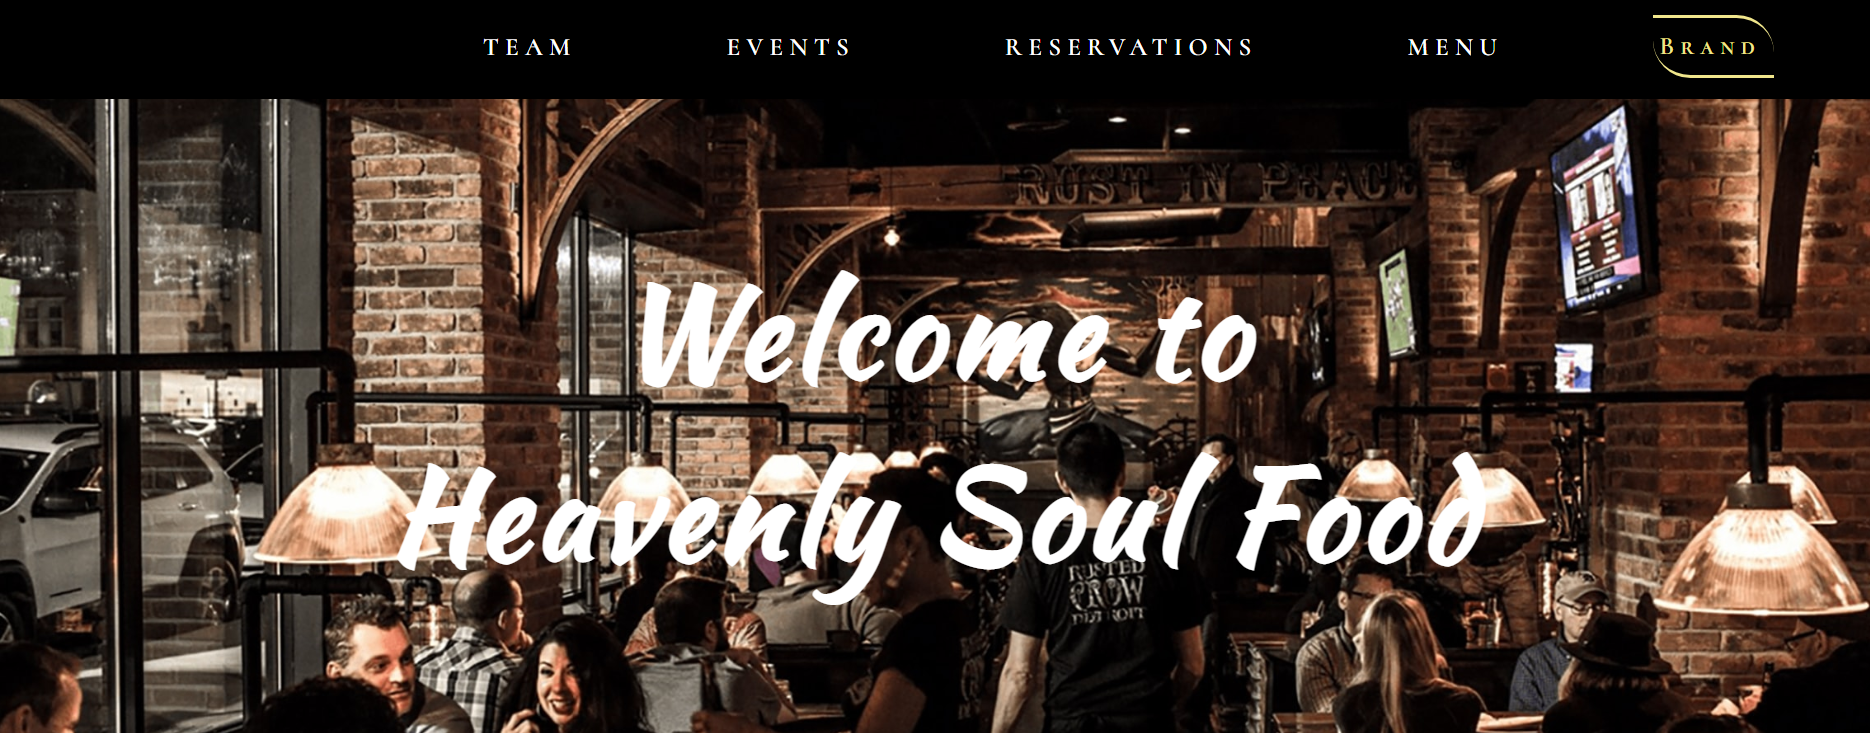 TEAM EVENTS RESERVATIONS MENU BRAND
RUST IN PEACE
Welcome to
Heavenly Soul Food
RUSTED
CROW
DETROIT